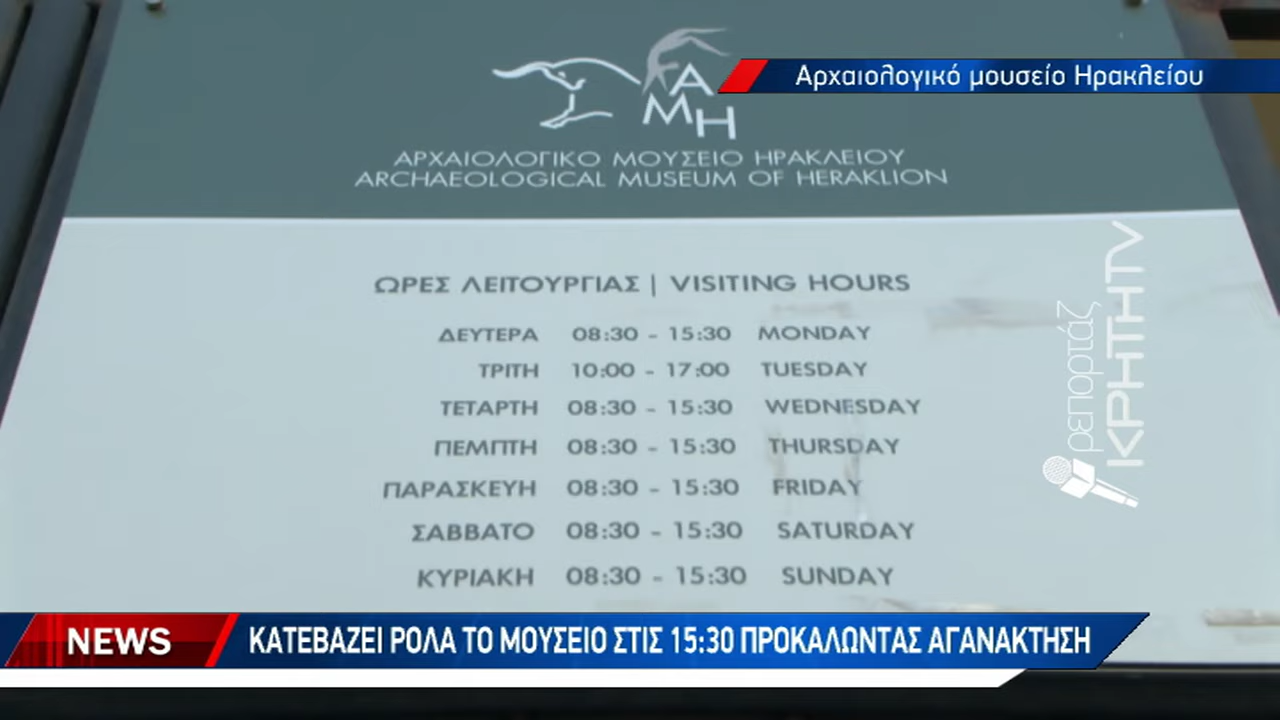 Αρχαιολογικό μουσείο Ηρακλείου
ΑΜΗ
ΑΡΧΑΙΟΛΟΓΙΚΟ ΜΟΥΣΕΙΟ ΗΡΑΚΛΕΙΟΥ
ARCHAEOLOGICAL MUSEUM OF HERAKLION
ΩΡΕΣ ΛΕΙΤΟΥΡΓΙΑΣ | VISITING HOURS
ΔΕΥΤΕΡΑ 08:30 - 15:30 MONDAY
ΤΡΙΤΗ 10:00 - 17:00 TUESDAY
ΤΕΤΑΡΤΗ 08:30 - 15:30 WEDNESDAY
ΠΕΜΠΤΗ 08:30 - 15:30 THURSDAY
ΠΑΡΑΣΚΕΥΗ 08:30 - 15:30 FRIDAY
ΣΑΒΒΑΤΟ 08:30 - 15:30 SATURDAY
ΚΥΡΙΑΚΗ 08:30 - 15:30 SUNDAY
ρεπορτάζ
ΚΡΗΤΗTV
NEWS ΚΑΤΕΒΑΖΕΙ ΡΟΛΑ ΤΟ ΜΟΥΣΕΙΟ ΣΤΙΣ 15:30 ΠΡΟΚΑΛΩΝΤΑΣ ΑΓΑΝΑΚΤΗΣΗ